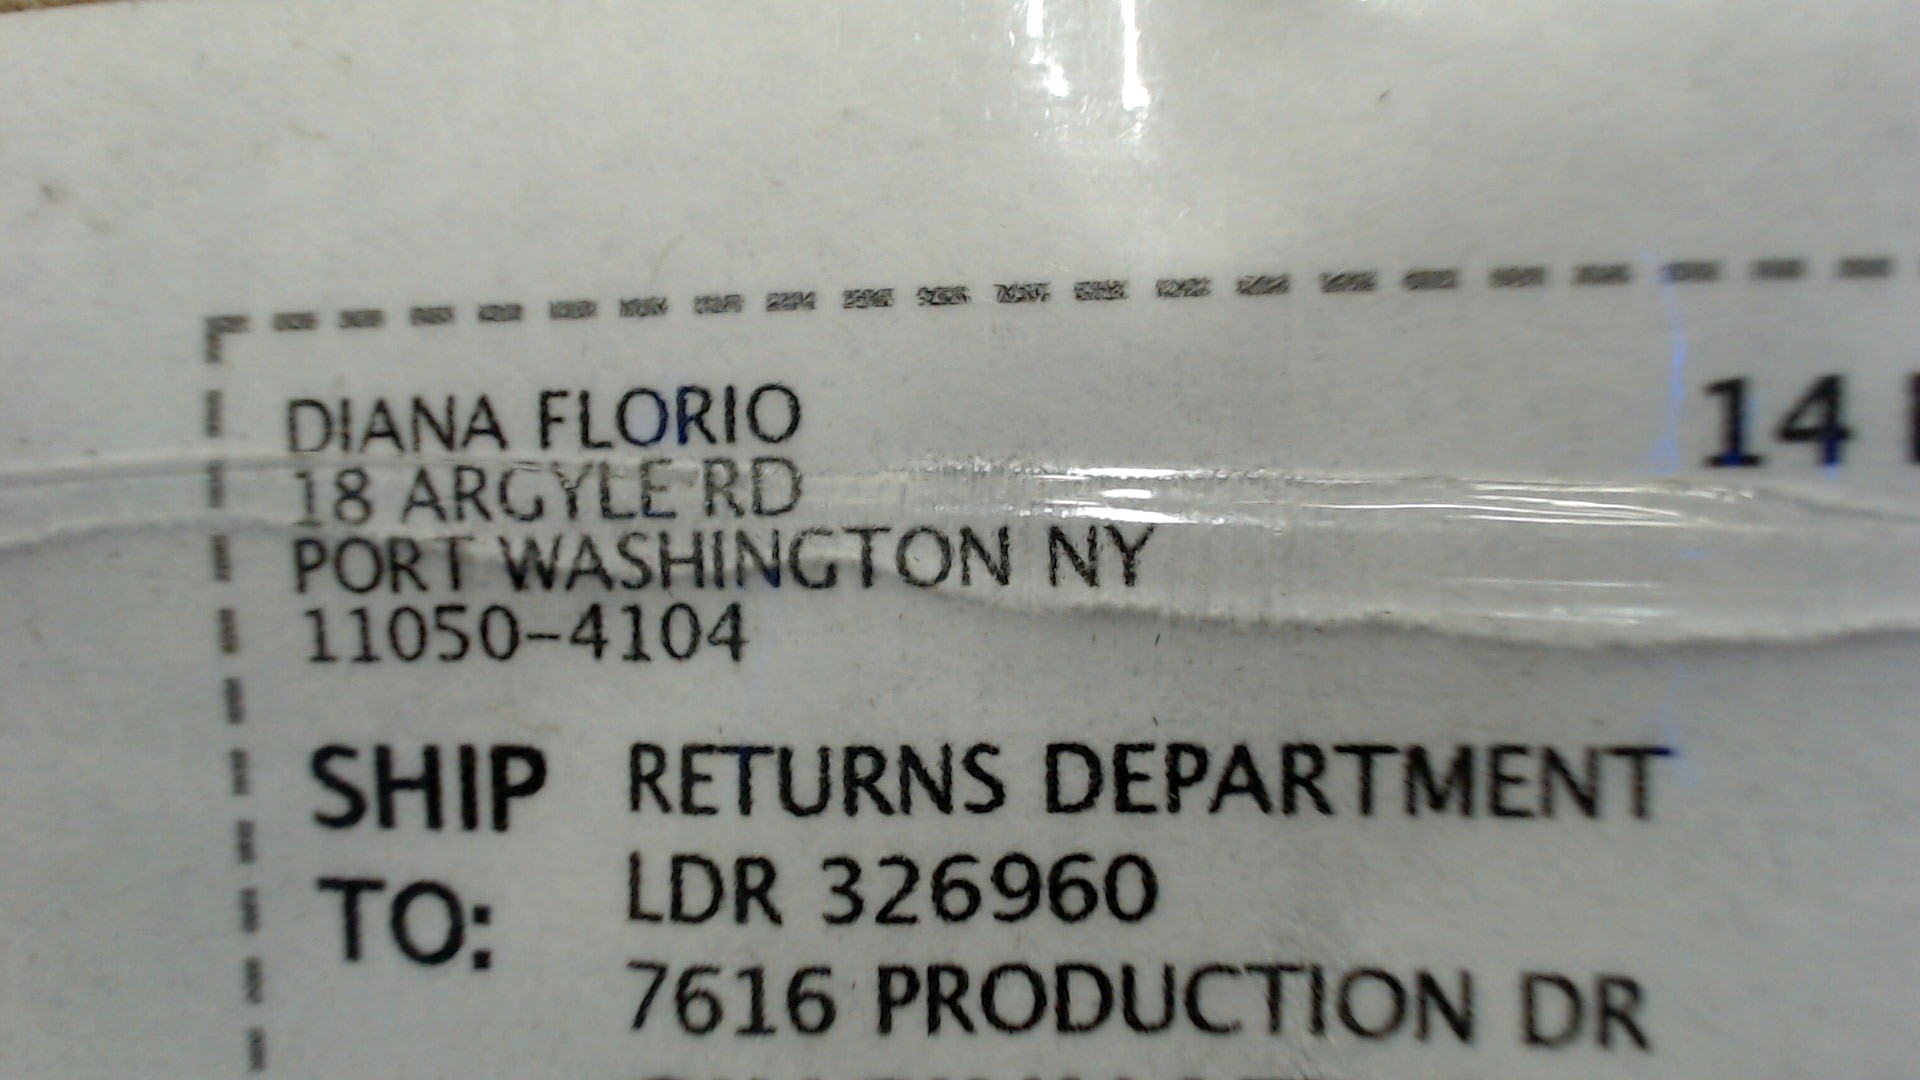 DIANA FLORIO
18 ARGYLE RD
PORT WASHINGTON NY
11050-4104
14
SHIP TO:
RETURNS DEPARTMENT
LDR 326960
7616 PRODUCTION DR